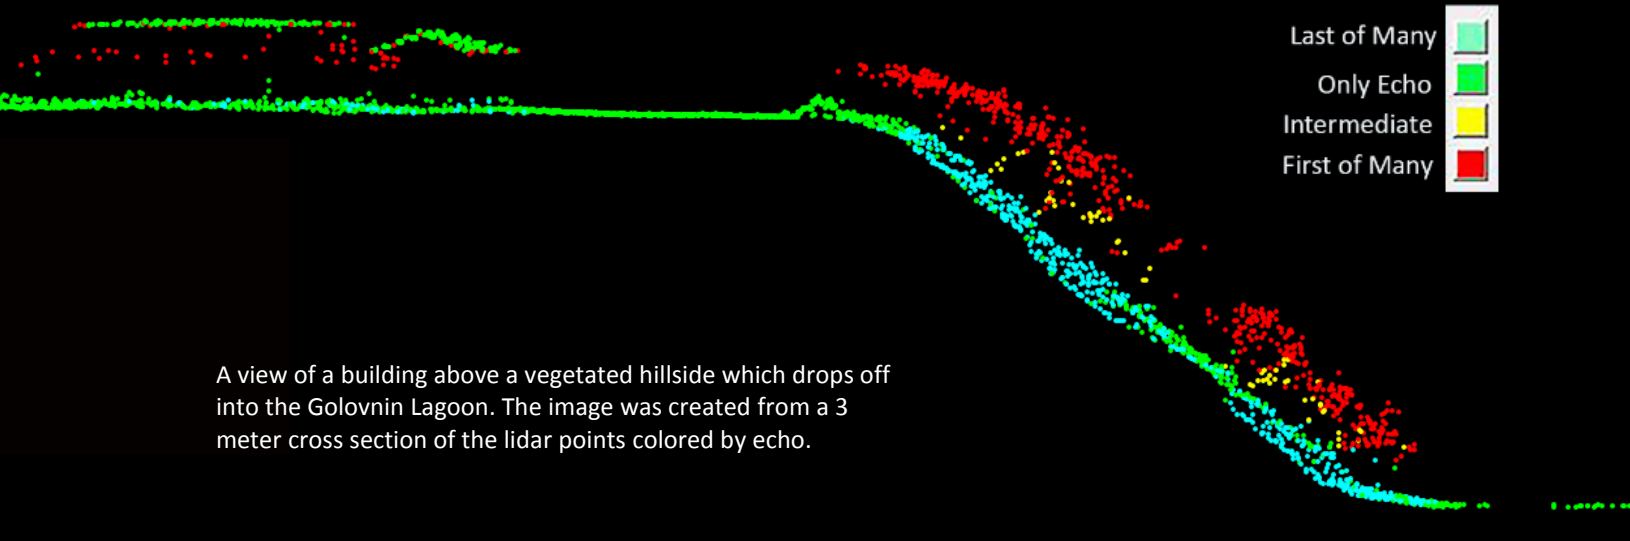 Last of Many
Only Echo
Intermediate
First of Many
A view of a building above a vegetated hillside which drops off
into the Golovnin Lagoon. The image was created from a 3
meter cross section of the lidar points colored by echo.